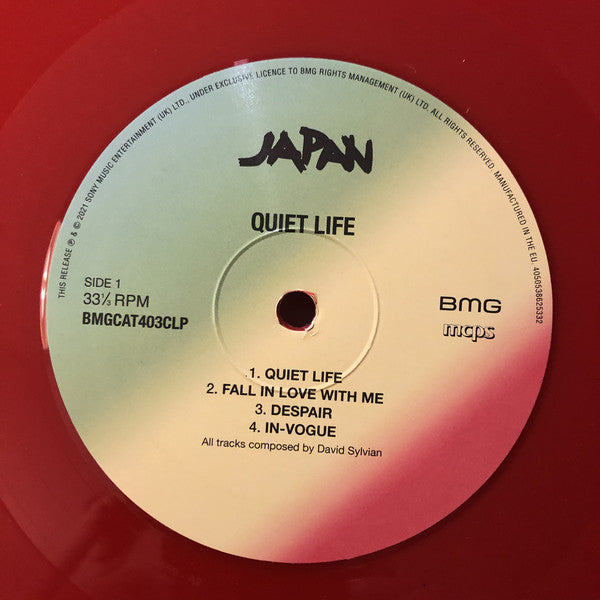 THIS RELEASE ℗ & © 2021 SONY MUSIC ENTERTAINMENT (UK) LTD., UNDER EXCLUSIVE LICENCE TO BMG RIGHTS MANAGEMENT (UK) LTD. ALL RIGHTS RESERVED. MANUFACTURED IN THE EU. 4050538625332
JAPAN
QUIET LIFE
SIDE 1
33⅓ RPM
BMGCAT403CLP
BMG
mcps
1. QUIET LIFE
2. FALL IN LOVE WITH ME
3. DESPAIR
4. IN-VOGUE
All tracks composed by David Sylvian